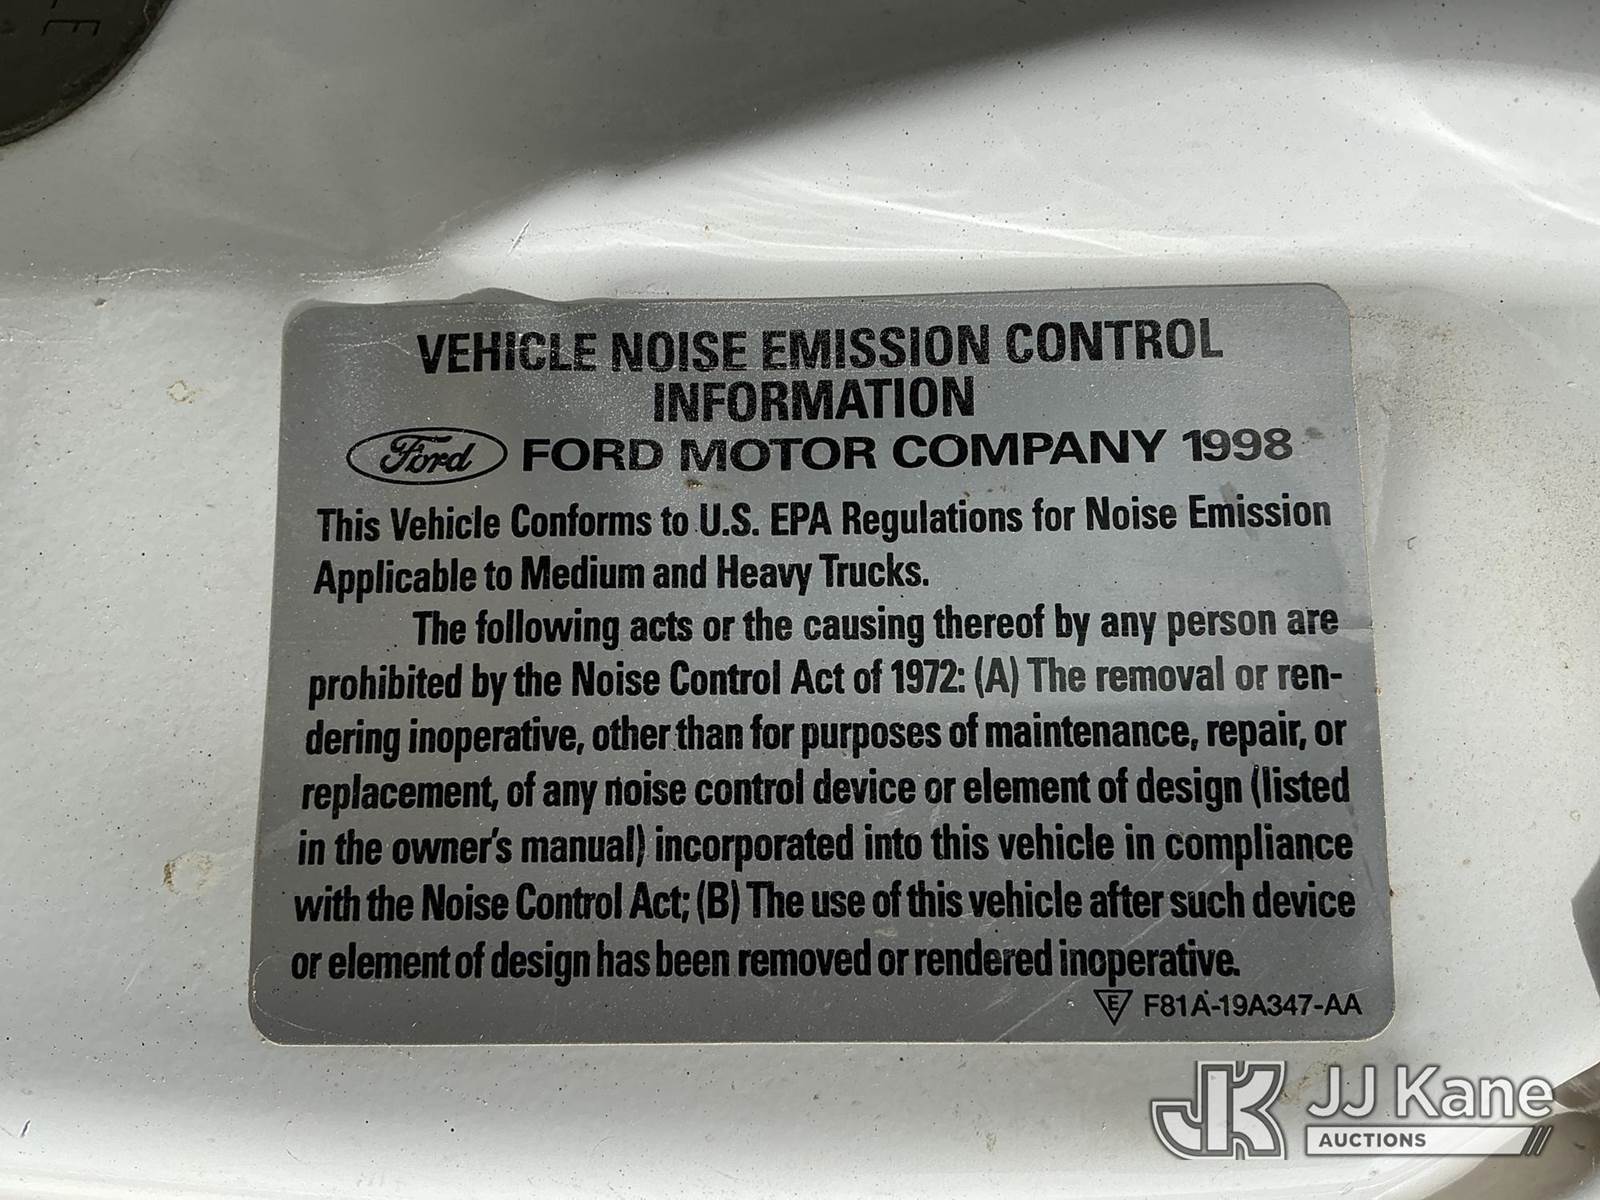 VEHICLE NOISE EMISSION CONTROL
INFORMATION
Ford FORD MOTOR COMPANY 1998
This Vehicle Conforms to U.S. EPA Regulations for Noise Emission
Applicable to Medium and Heavy Trucks.
The following acts or the causing thereof by any person are
prohibited by the Noise Control Act of 1972: (A) The removal or ren-
dering inoperative, other than for purposes of maintenance, repair, or
replacement, of any noise control device or element of design (listed
in the owner's manual) incorporated into this vehicle in compliance
with the Noise Control Act; (B) The use of this vehicle after such device
or element of design has been removed or rendered inoperative.
E F81A-19A347-AA
JK JJ Kane
AUCTIONS